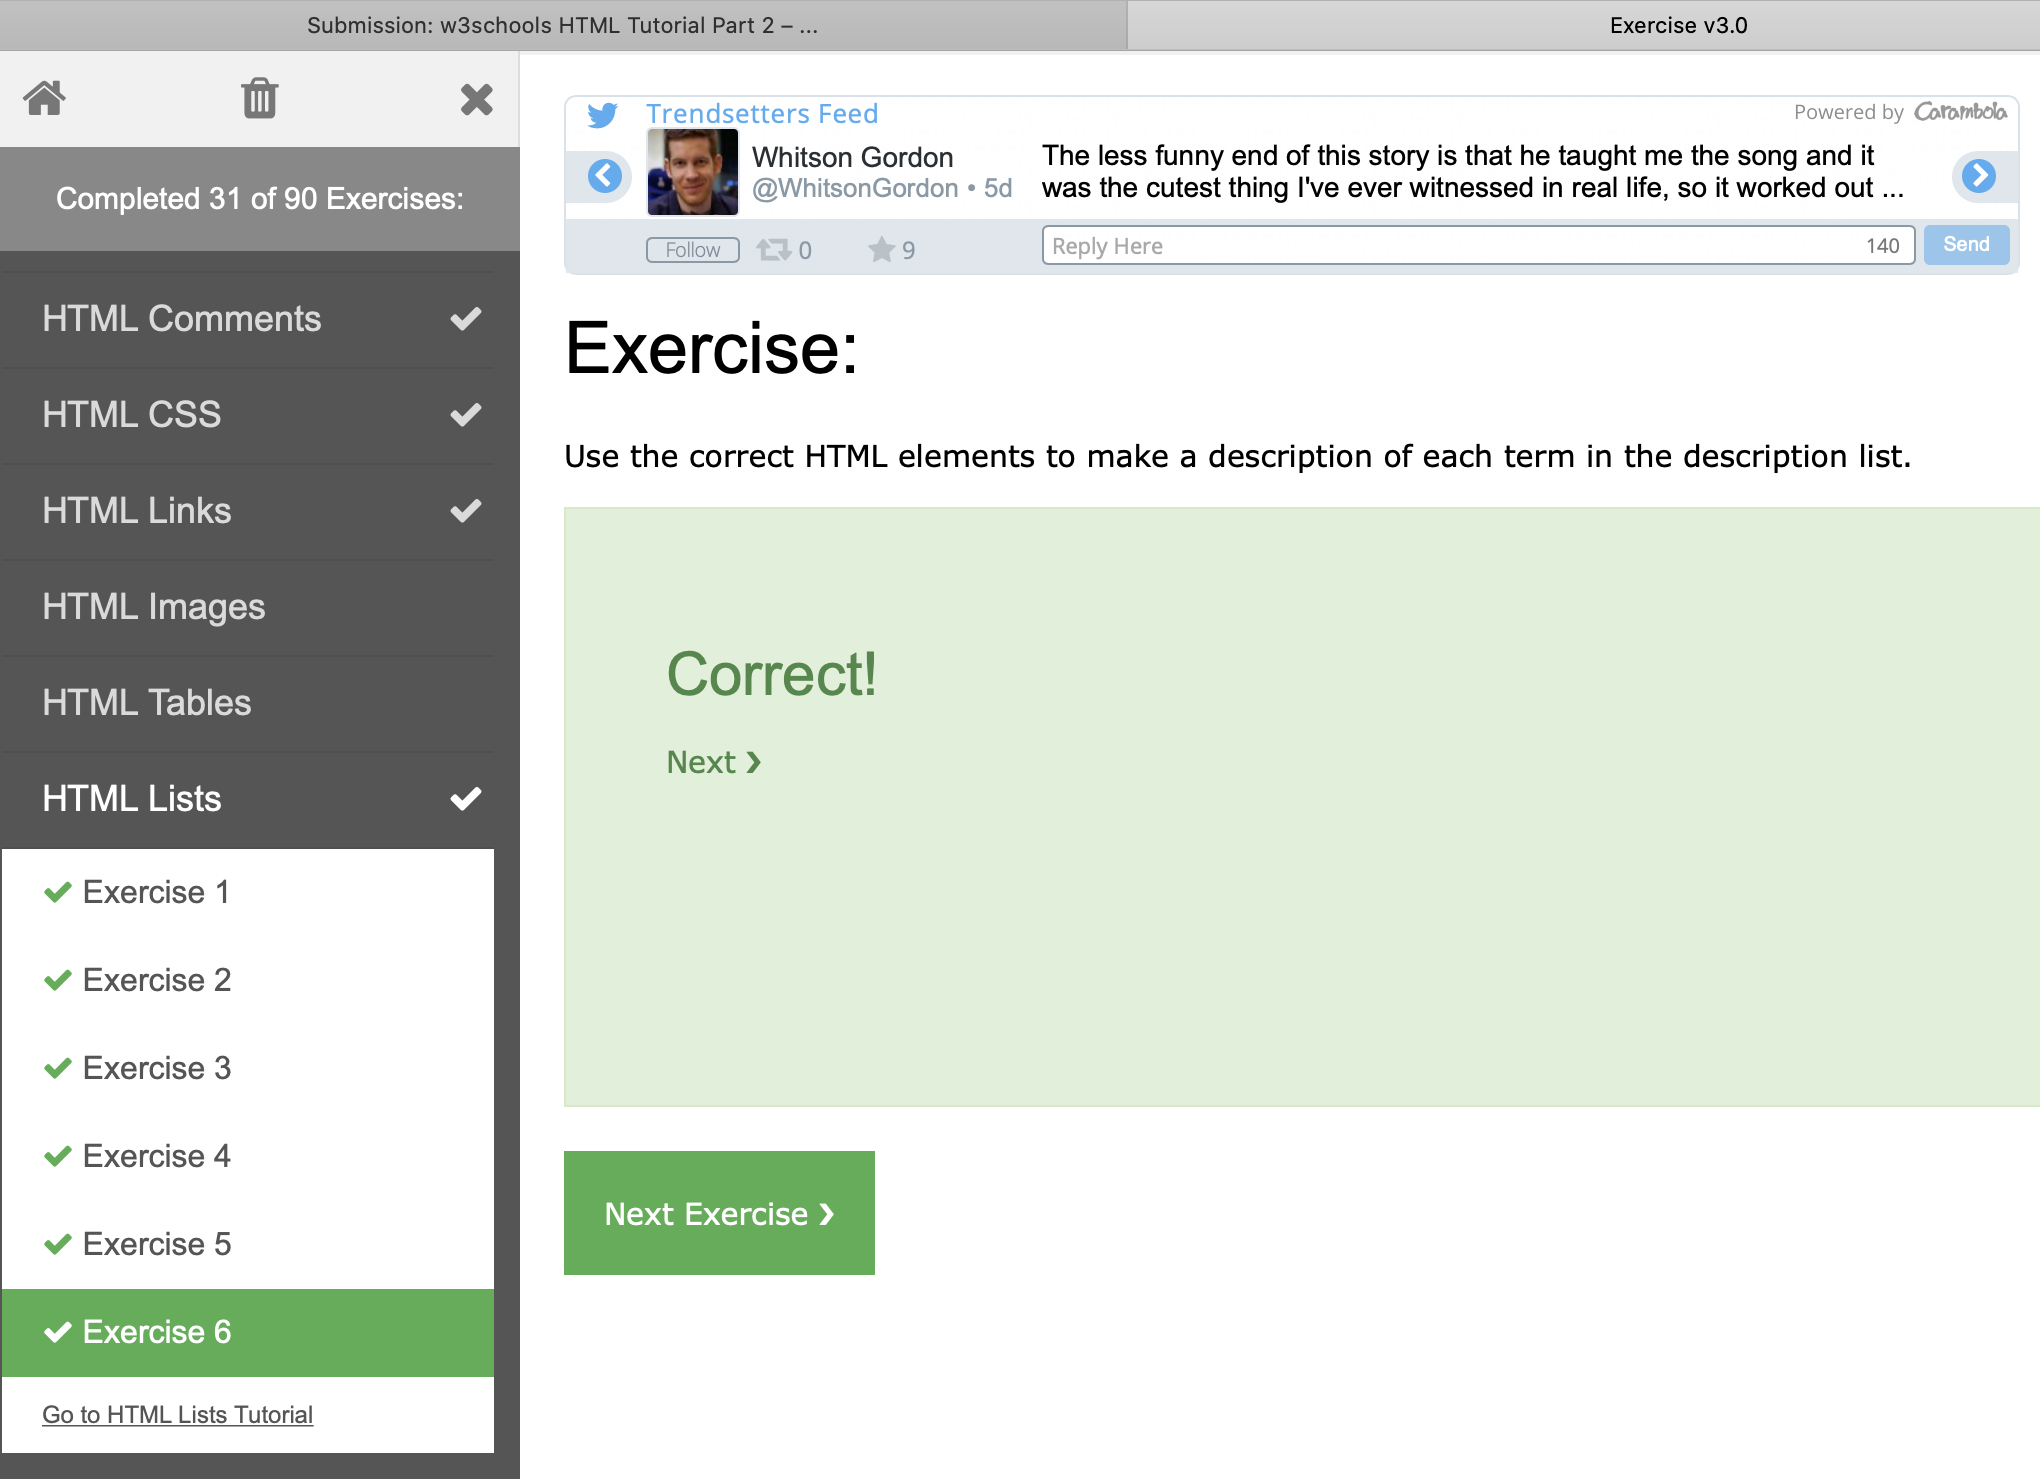 Submission: w3schools HTML Tutorial Part 2 – ...
Exercise v3.0
Completed 31 of 90 Exercises:
HTML Comments
HTML CSS
HTML Links
HTML Images
HTML Tables
HTML Lists
Exercise 1
Exercise 2
Exercise 3
Exercise 4
Exercise 5
Exercise 6
Go to HTML Lists Tutorial
Trendsetters Feed
Powered by Carambola
Whitson Gordon
@WhitsonGordon • 5d
The less funny end of this story is that he taught me the song and it
was the cutest thing I've ever witnessed in real life, so it worked out ...
Follow
0
9
Reply Here
140
Send
Exercise:
Use the correct HTML elements to make a description of each term in the description list.
Correct!
Next ❯
Next Exercise ❯